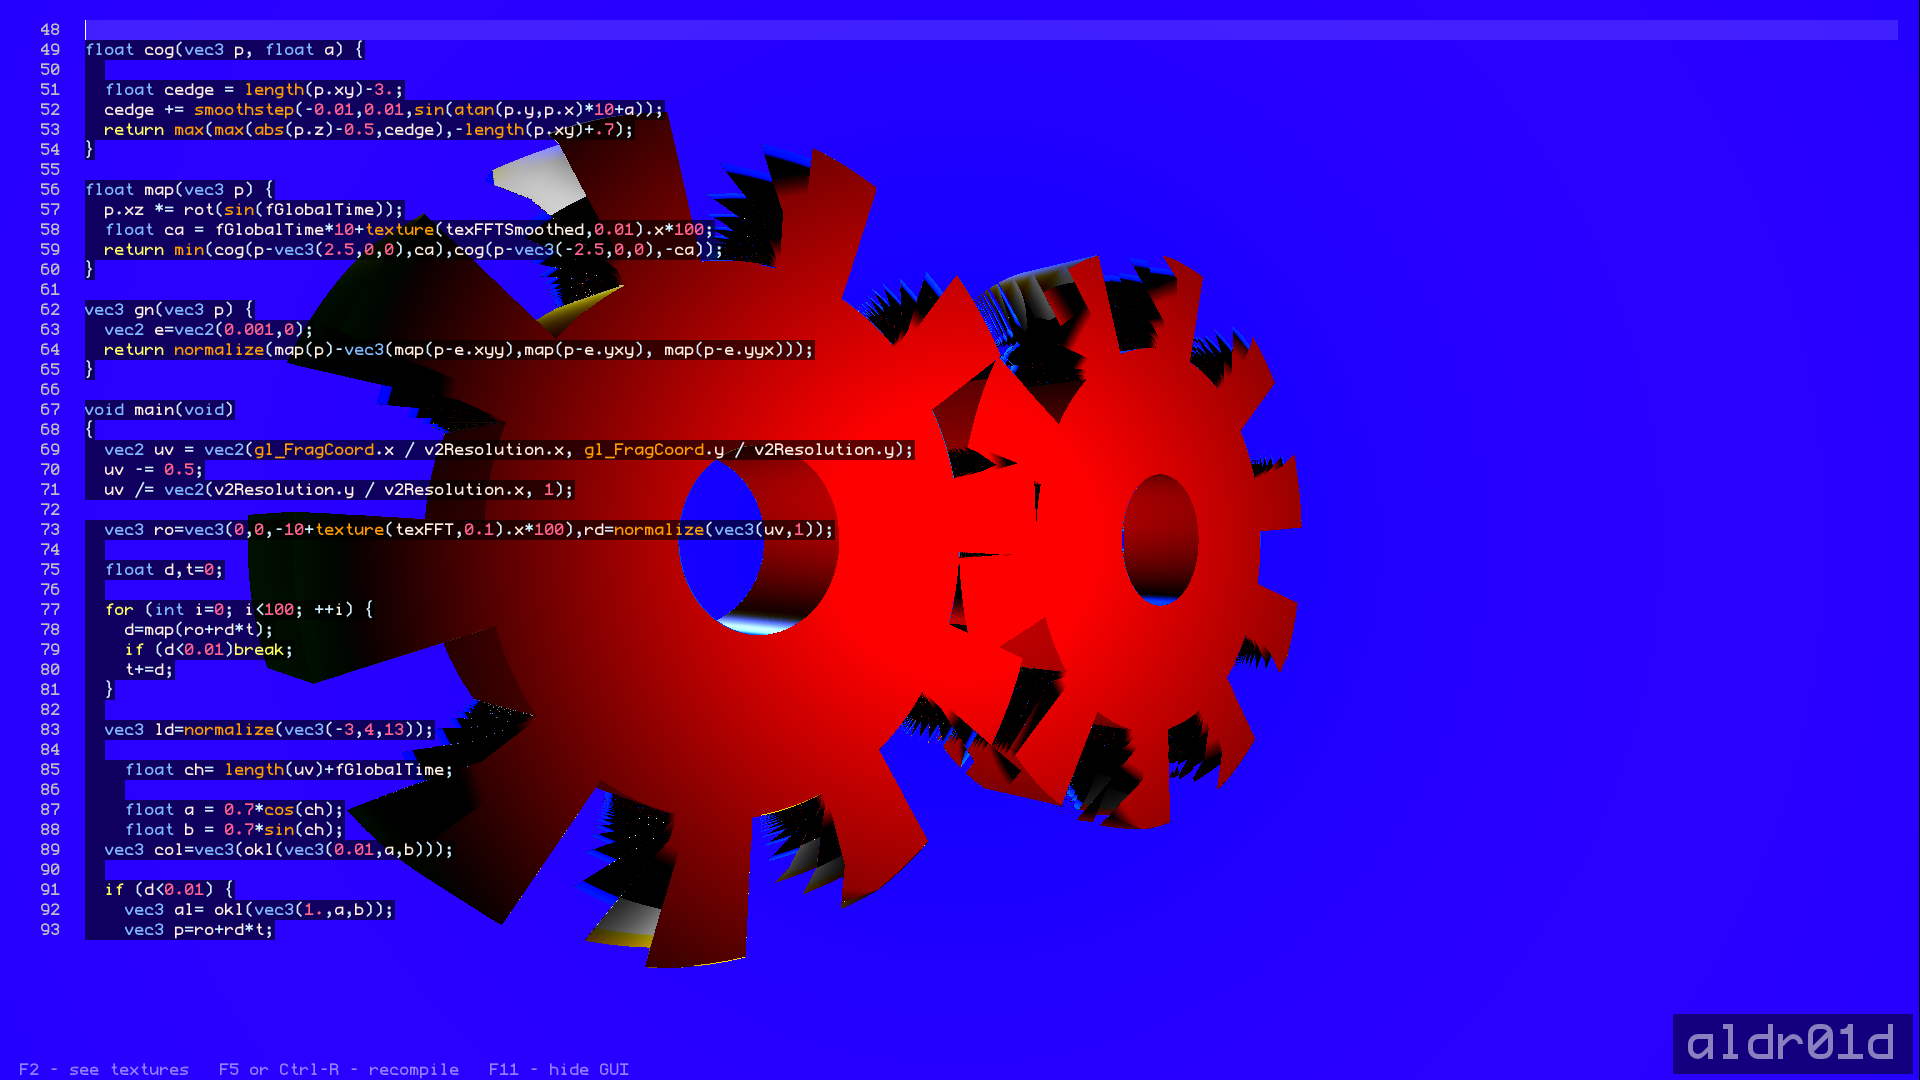 48
49 float cog(vec3 p, float a) {
50
51 float cedge = length(p.xy)-3.;
52 cedge += smoothstep(-0.01,0.01,sin(atan(p.y,p.x)*10+a));
53 return max(max(abs(p.z)-0.5,cedge),-length(p.xy)+.7);
54 }
55
56 float map(vec3 p) {
57 p.xz *= rot(sin(fGlobalTime));
58 float ca = fGlobalTime*10+texture(texFFTSmoothed,0.01).x*100;
59 return min(cog(p-vec3(2.5,0,0),ca),cog(p-vec3(-2.5,0,0),-ca));
60 }
61
62 vec3 gn(vec3 p) {
63 vec2 e=vec2(0.001,0);
64 return normalize(map(p)-vec3(map(p-e.xyy),map(p-e.yxy), map(p-e.yyx)));
65 }
66
67 void main(void)
68 {
69 vec2 uv = vec2(gl_FragCoord.x / v2Resolution.x, gl_FragCoord.y / v2Resolution.y);
70 uv -= 0.5;
71 uv /= vec2(v2Resolution.y / v2Resolution.x, 1);
72
73 vec3 ro=vec3(0,0,-10+texture(texFFT,0.1).x*100),rd=normalize(vec3(uv,1));
74
75 float d,t=0;
76
77 for (int i=0; i<100; ++i) {
78 d=map(ro+rd*t);
79 if (d<0.01)break;
80 t+=d;
81 }
82
83 vec3 ld=normalize(vec3(-3,4,13));
84
85 float ch= length(uv)+fGlobalTime;
86
87 float a = 0.7*cos(ch);
88 float b = 0.7*sin(ch);
89 vec3 col=vec3(okl(vec3(0.01,a,b)));
90
91 if (d<0.01) {
92 vec3 al= okl(vec3(1.,a,b));
93 vec3 p=ro+rd*t;
aldr01d
F2 - see textures F5 or Ctrl-R - recompile F11 - hide GUI